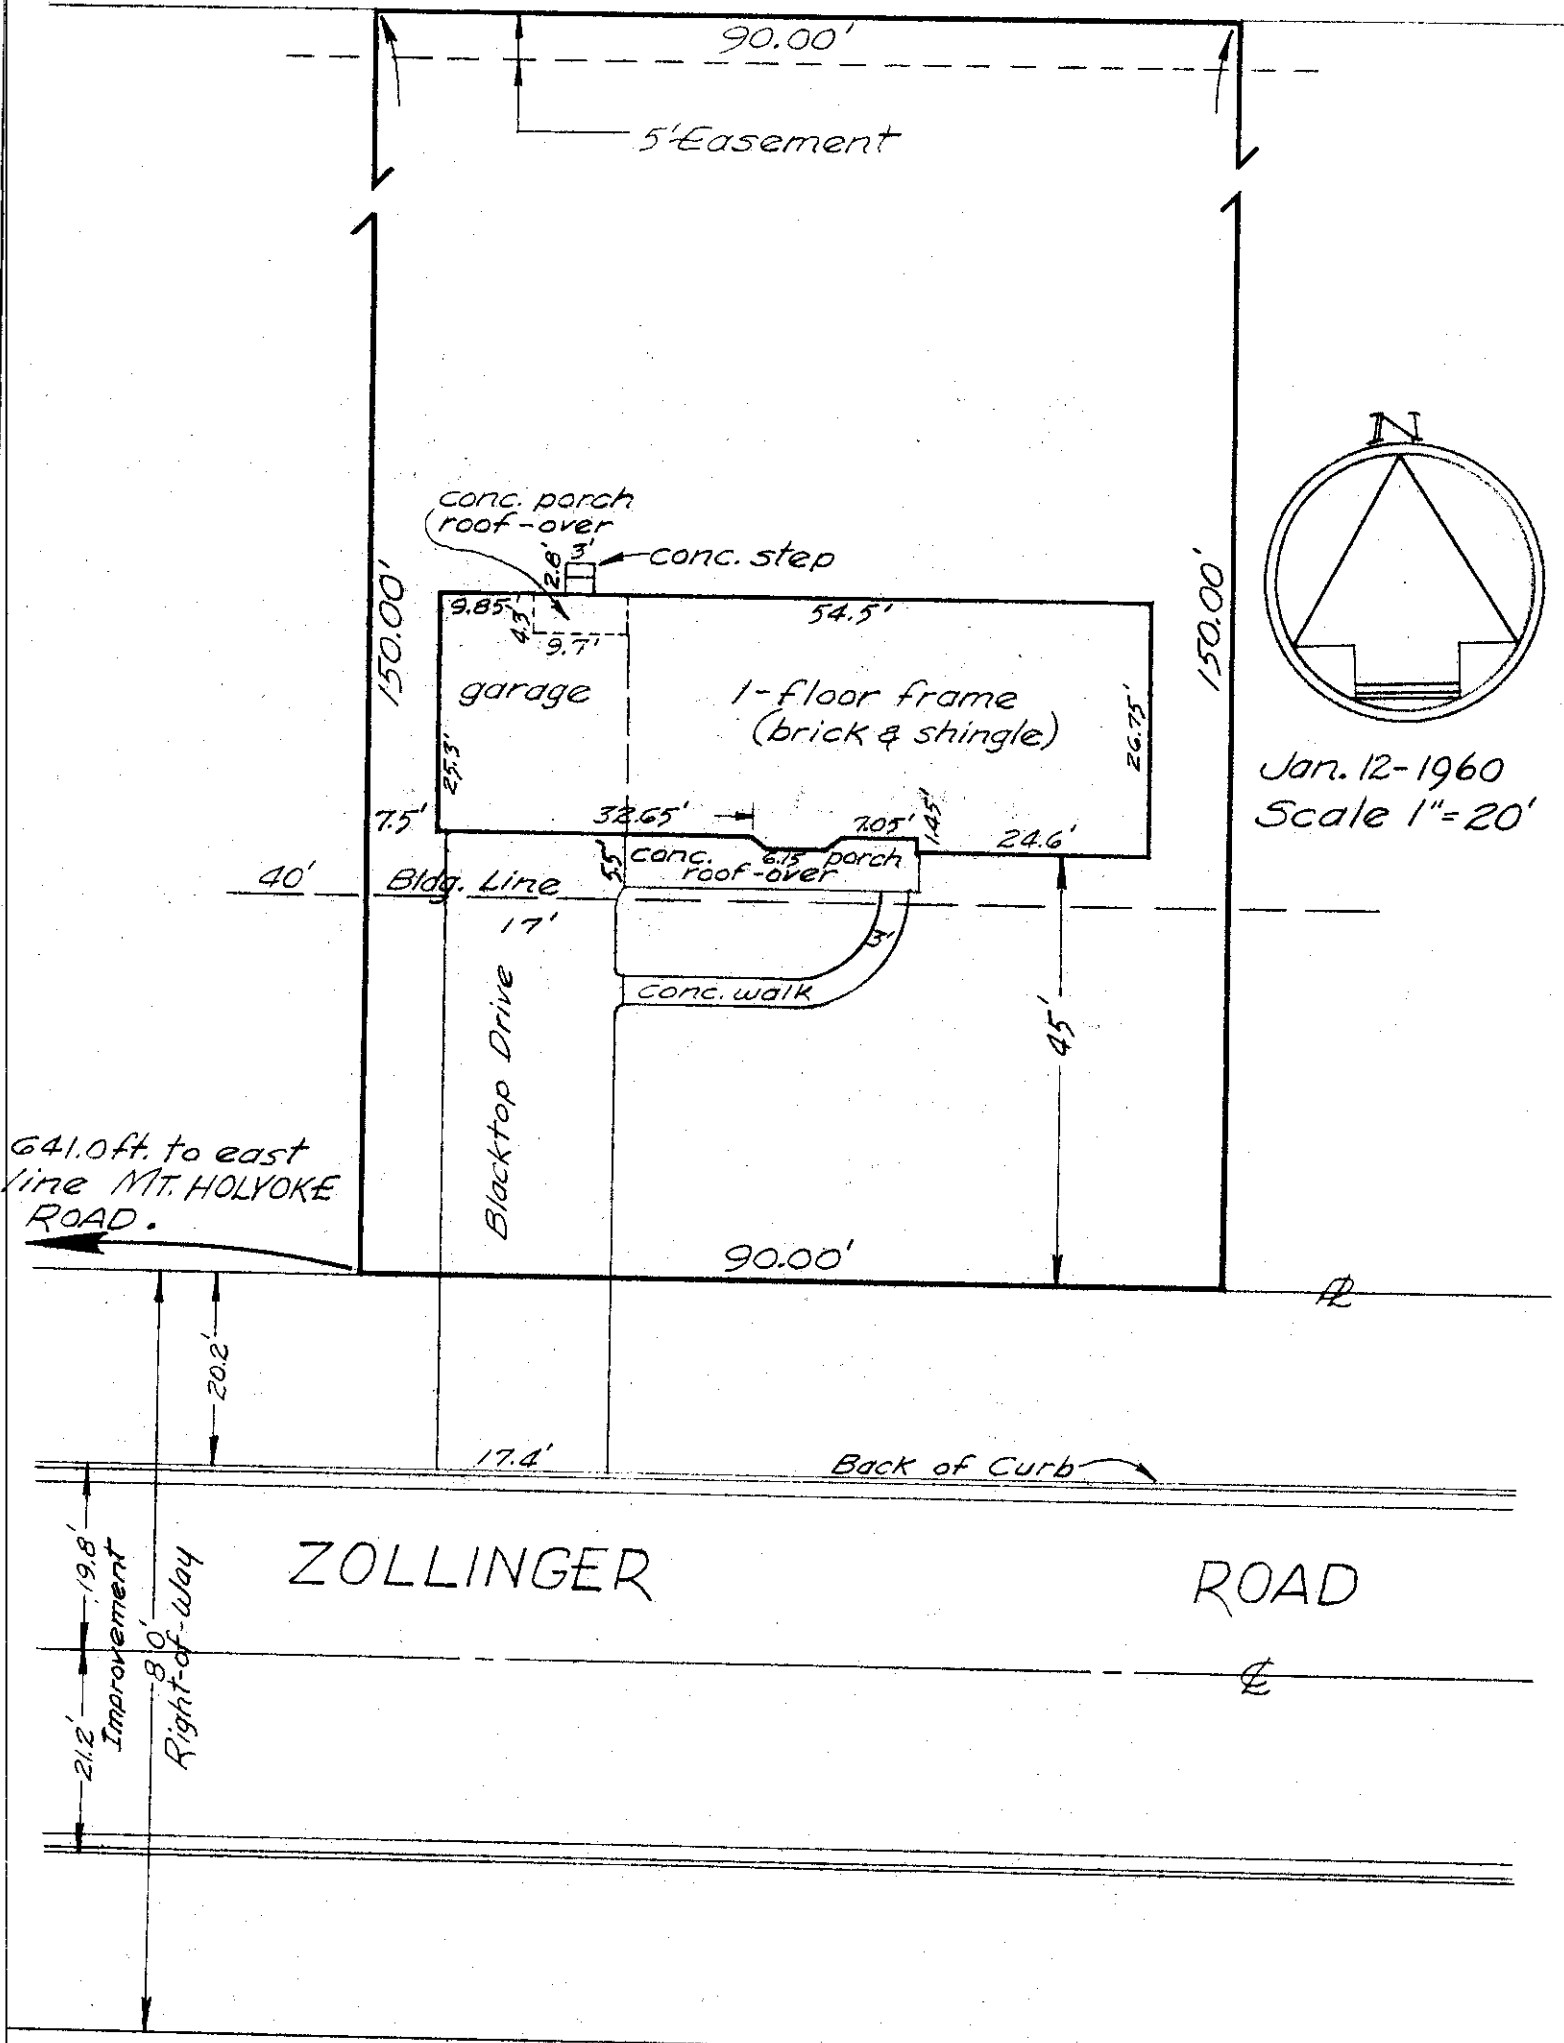 90.00'
5' Easement
N
conc. porch
roof-over
2.8'
3'
conc. step
150.00'
150.00'
9.85'
4.3'
9.7'
54.5'
garage
1-floor frame
(brick & shingle)
25.3'
26.75'
Jan. 12-1960
Scale 1"=20'
7.5'
32.65'
7.05'
1.45'
24.6'
5.5'
conc.
6.15
porch
roof-over
40'
Bldg. Line
17'
3'
conc. walk
Blacktop Drive
45'
641.0 ft. to east
line MT. HOLYOKE
ROAD.
90.00'
PL
20.2'
17.4'
Back of Curb
19.8'
Improvement
21.2'
80'
Right-of-Way
ZOLLINGER ROAD
CL